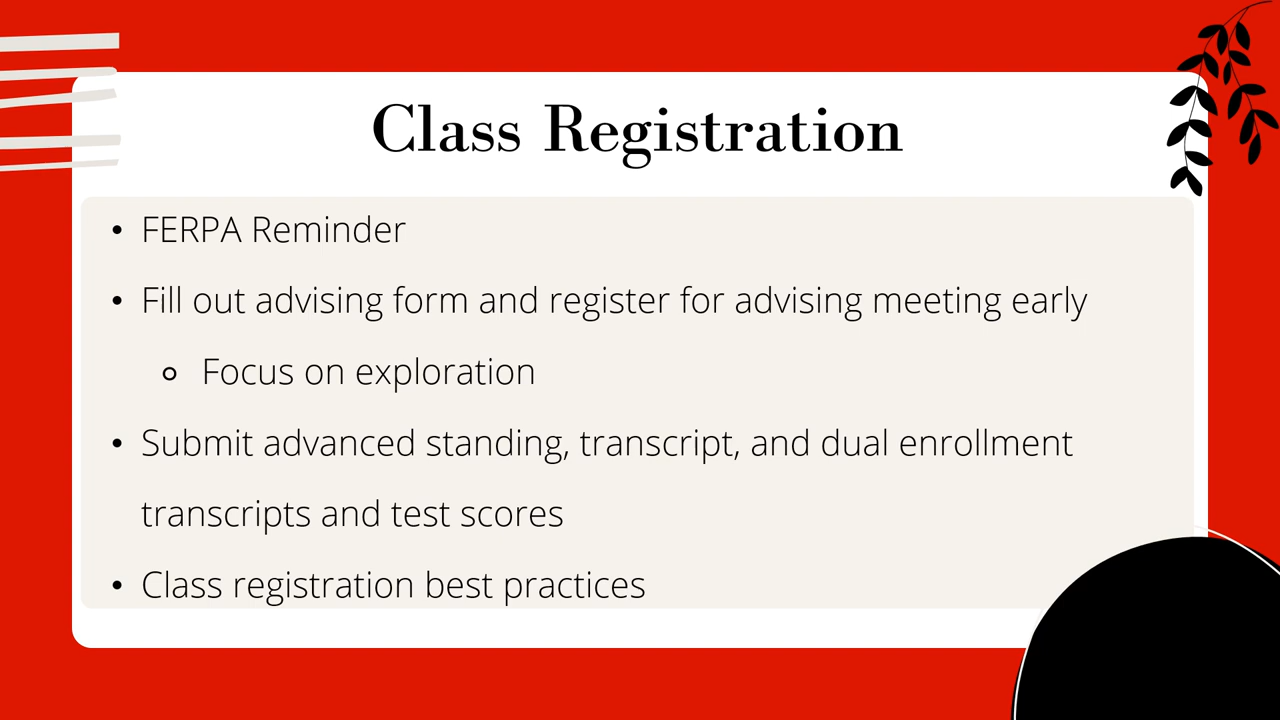 Class Registration
• FERPA Reminder
• Fill out advising form and register for advising meeting early
◦ Focus on exploration
• Submit advanced standing, transcript, and dual enrollment
transcripts and test scores
• Class registration best practices